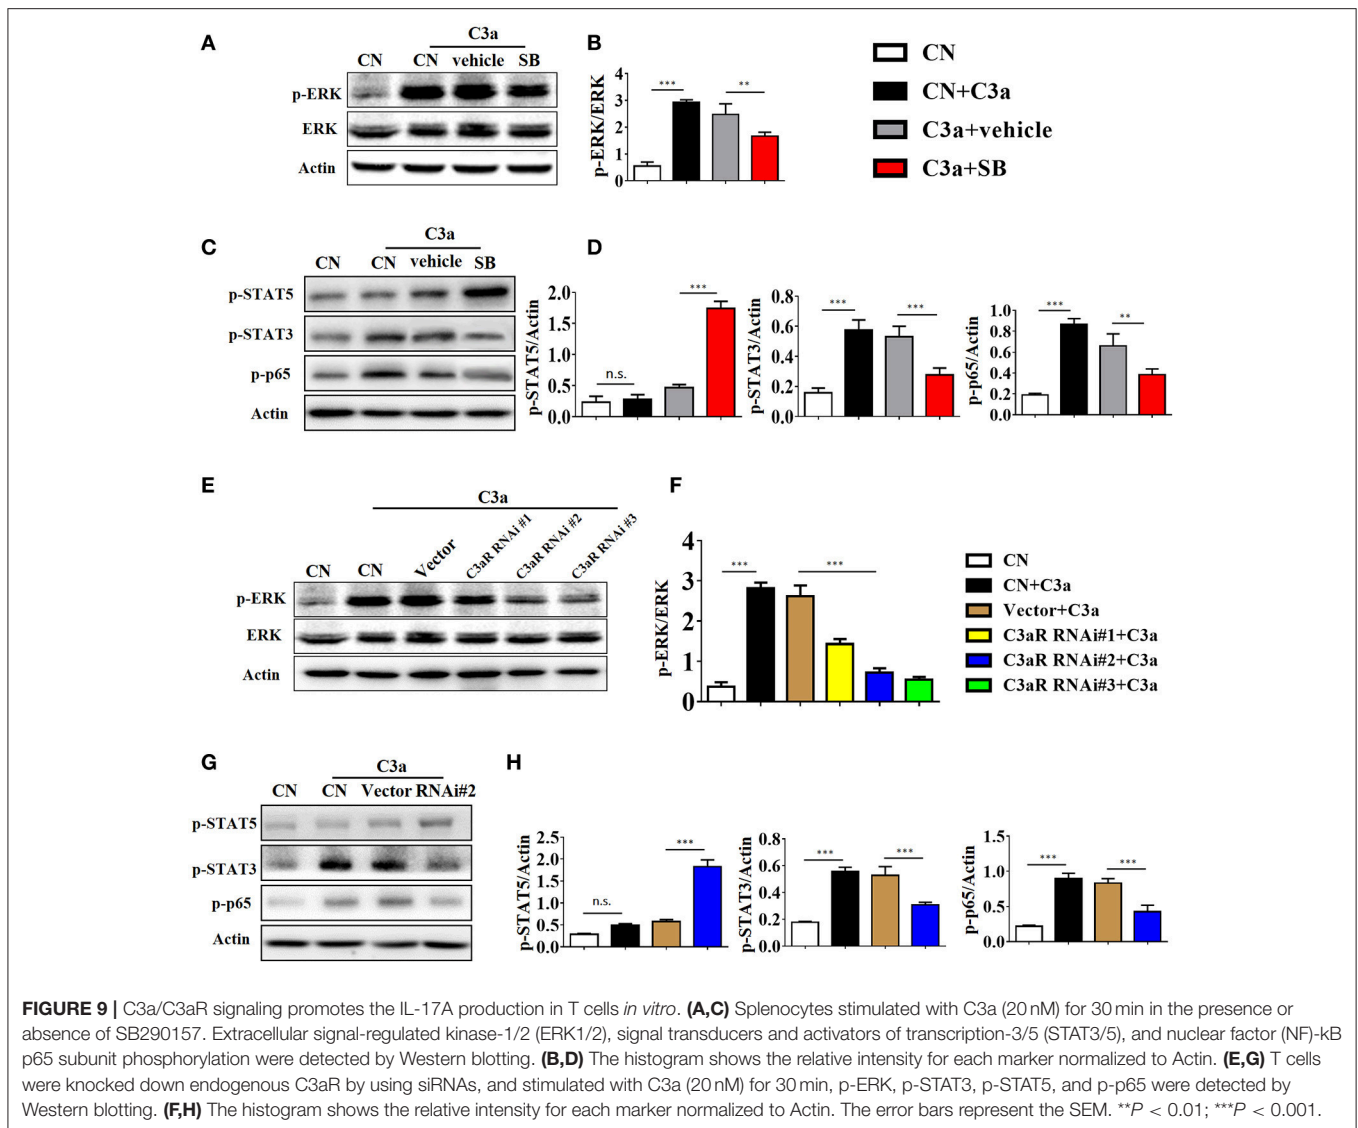 A
C3a
CN CN vehicle SB
p-ERK
ERK
Actin
B
p-ERK/ERK
4
3
2
1
0
***
**
CN
CN+C3a
C3a+vehicle
C3a+SB
C
C3a
CN CN vehicle SB
p-STAT5
p-STAT3
p-p65
Actin
D
p-STAT5/Actin
2.0
1.5
1.0
0.5
0.0
n.s.
***
p-STAT3/Actin
0.8
0.6
0.4
0.2
0.0
***
***
p-p65/Actin
1.0
0.8
0.6
0.4
0.2
0.0
***
**
E
C3a
CN CN Vector C3aR RNAi #1 C3aR RNAi #2 C3aR RNAi #3
p-ERK
ERK
Actin
F
p-ERK/ERK
4
3
2
1
0
***
***
CN
CN+C3a
Vector+C3a
C3aR RNAi#1+C3a
C3aR RNAi#2+C3a
C3aR RNAi#3+C3a
G
C3a
CN CN Vector RNAi#2
p-STAT5
p-STAT3
p-p65
Actin
H
p-STAT5/Actin
2.5
2.0
1.5
1.0
0.5
0.0
n.s.
***
p-STAT3/Actin
0.8
0.6
0.4
0.2
0.0
***
***
p-p65/Actin
1.5
1.0
0.5
0.0
***
***
FIGURE 9 | C3a/C3aR signaling promotes the IL-17A production in T cells in vitro. (A,C) Splenocytes stimulated with C3a (20 nM) for 30 min in the presence or
absence of SB290157. Extracellular signal-regulated kinase-1/2 (ERK1/2), signal transducers and activators of transcription-3/5 (STAT3/5), and nuclear factor (NF)-kB
p65 subunit phosphorylation were detected by Western blotting. (B,D) The histogram shows the relative intensity for each marker normalized to Actin. (E,G) T cells
were knocked down endogenous C3aR by using siRNAs, and stimulated with C3a (20 nM) for 30 min, p-ERK, p-STAT3, p-STAT5, and p-p65 were detected by
Western blotting. (F,H) The histogram shows the relative intensity for each marker normalized to Actin. The error bars represent the SEM. **P < 0.01; ***P < 0.001.